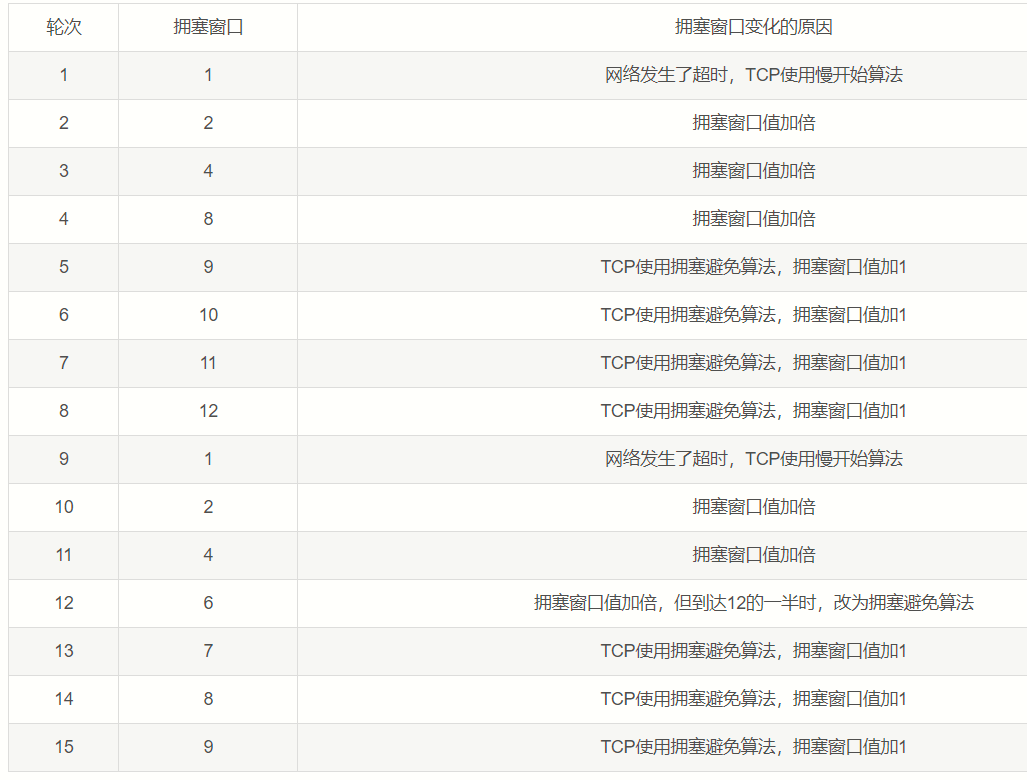 轮次 拥塞窗口 拥塞窗口变化的原因
1 1 网络发生了超时，TCP使用慢开始算法
2 2 拥塞窗口值加倍
3 4 拥塞窗口值加倍
4 8 拥塞窗口值加倍
5 9 TCP使用拥塞避免算法，拥塞窗口值加1
6 10 TCP使用拥塞避免算法，拥塞窗口值加1
7 11 TCP使用拥塞避免算法，拥塞窗口值加1
8 12 TCP使用拥塞避免算法，拥塞窗口值加1
9 1 网络发生了超时，TCP使用慢开始算法
10 2 拥塞窗口值加倍
11 4 拥塞窗口值加倍
12 6 拥塞窗口值加倍，但到达12的一半时，改为拥塞避免算法
13 7 TCP使用拥塞避免算法，拥塞窗口值加1
14 8 TCP使用拥塞避免算法，拥塞窗口值加1
15 9 TCP使用拥塞避免算法，拥塞窗口值加1